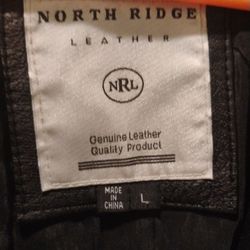 NORTH RIDGE
LEATHER
NRL
Genuine Leather
Quality Product
MADE
IN
CHINA
L